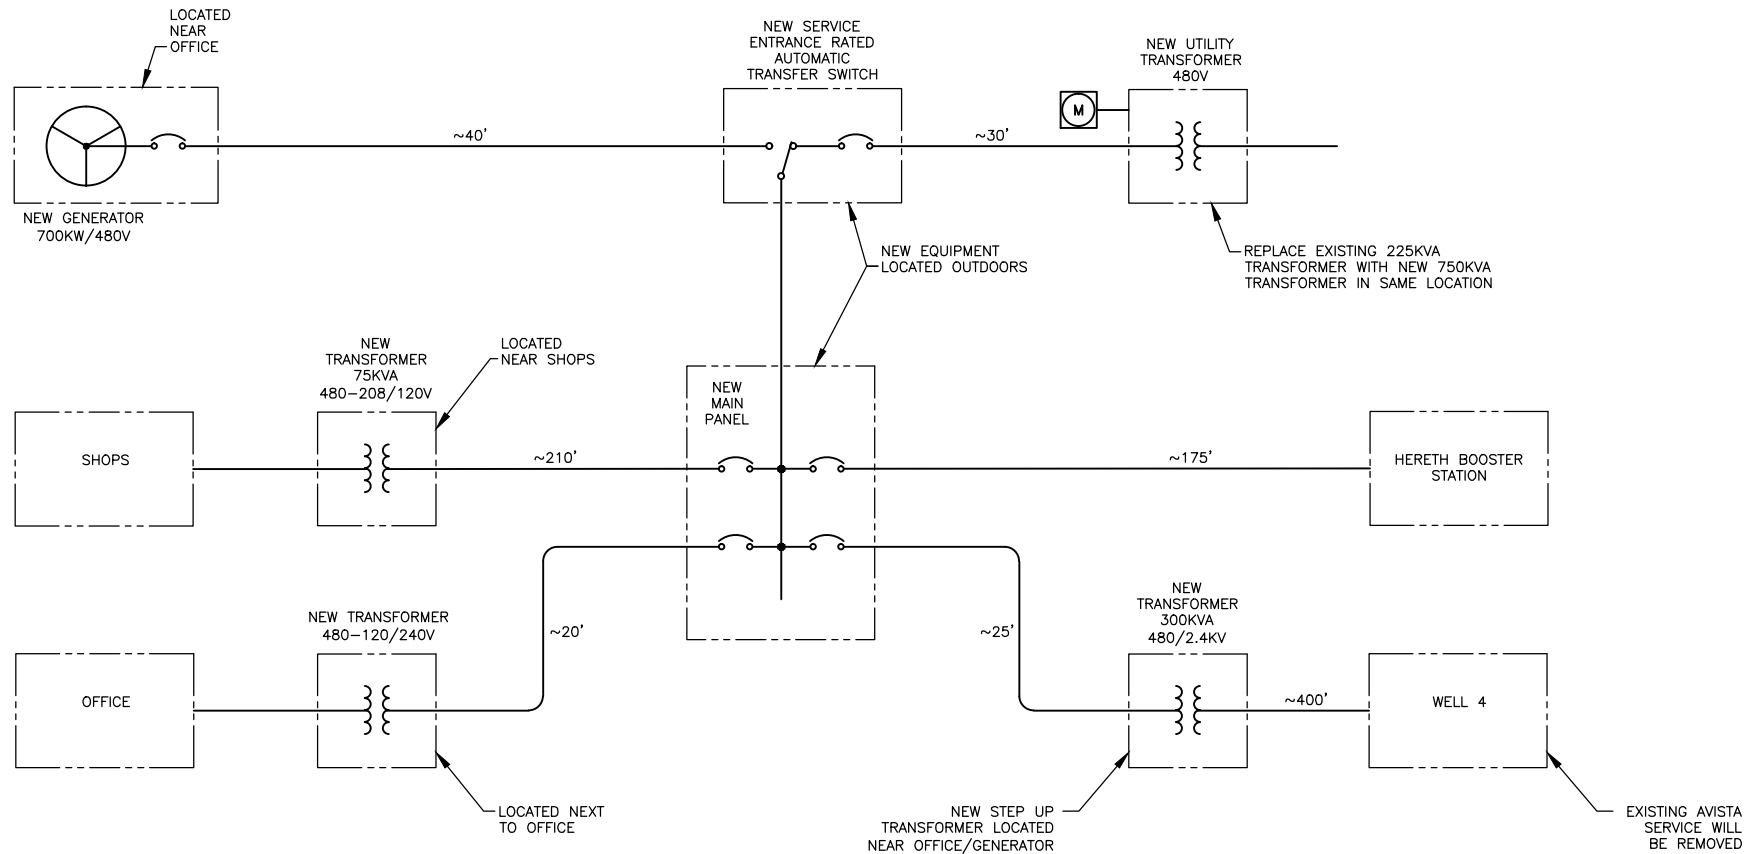 LOCATED
NEAR
OFFICE
NEW SERVICE
ENTRANCE RATED
AUTOMATIC
TRANSFER SWITCH
NEW UTILITY
TRANSFORMER
480V
M
~40'
~30'
NEW GENERATOR
700KW/480V
NEW EQUIPMENT
LOCATED OUTDOORS
REPLACE EXISTING 225KVA
TRANSFORMER WITH NEW 750KVA
TRANSFORMER IN SAME LOCATION
NEW
TRANSFORMER
75KVA
480-208/120V
LOCATED
NEAR SHOPS
NEW
MAIN
PANEL
SHOPS
~210'
~175'
HERETH BOOSTER
STATION
NEW TRANSFORMER
480-120/240V
~20'
~25'
NEW
TRANSFORMER
300KVA
480/2.4KV
OFFICE
~400'
WELL 4
LOCATED NEXT
TO OFFICE
NEW STEP UP
TRANSFORMER LOCATED
NEAR OFFICE/GENERATOR
EXISTING AVISTA
SERVICE WILL
BE REMOVED